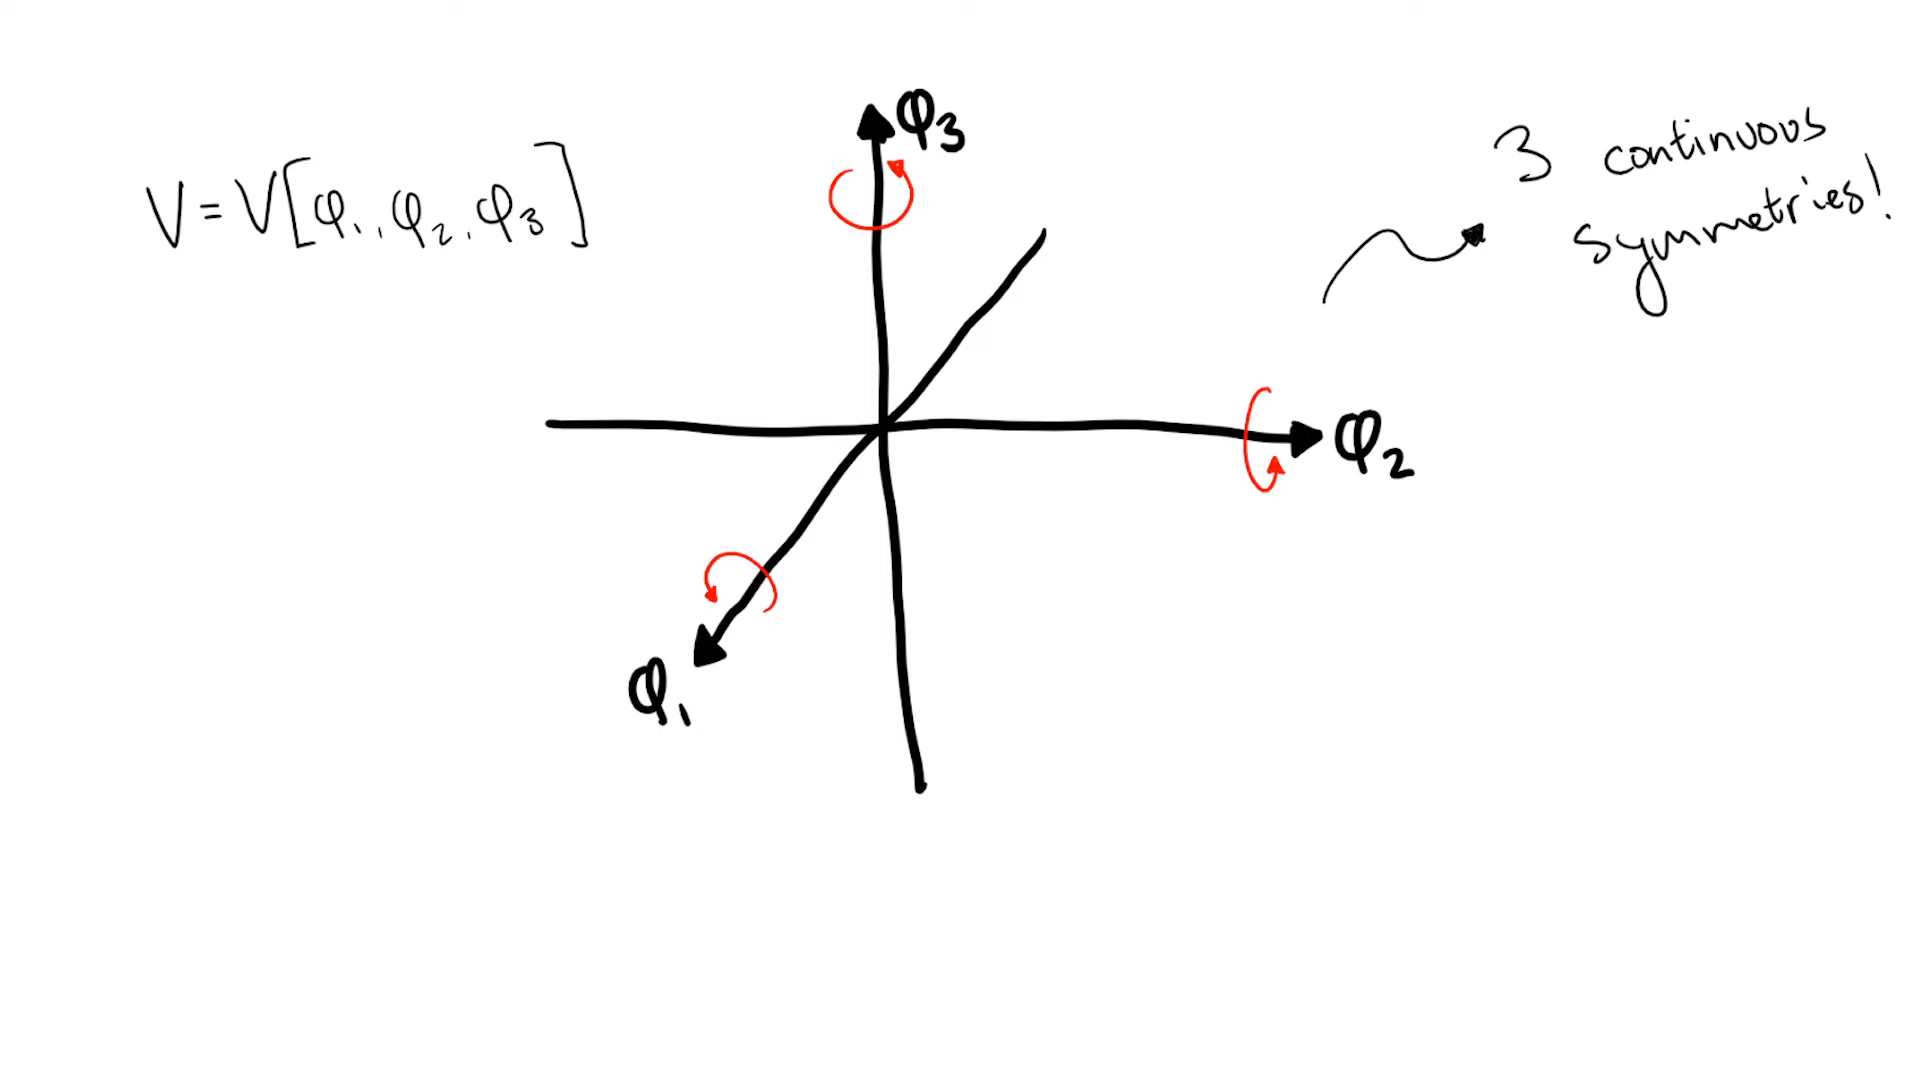 V = V[φ₁, φ₂, φ₃]
φ₃
3 continuous
symmetries!
φ₂
φ₁